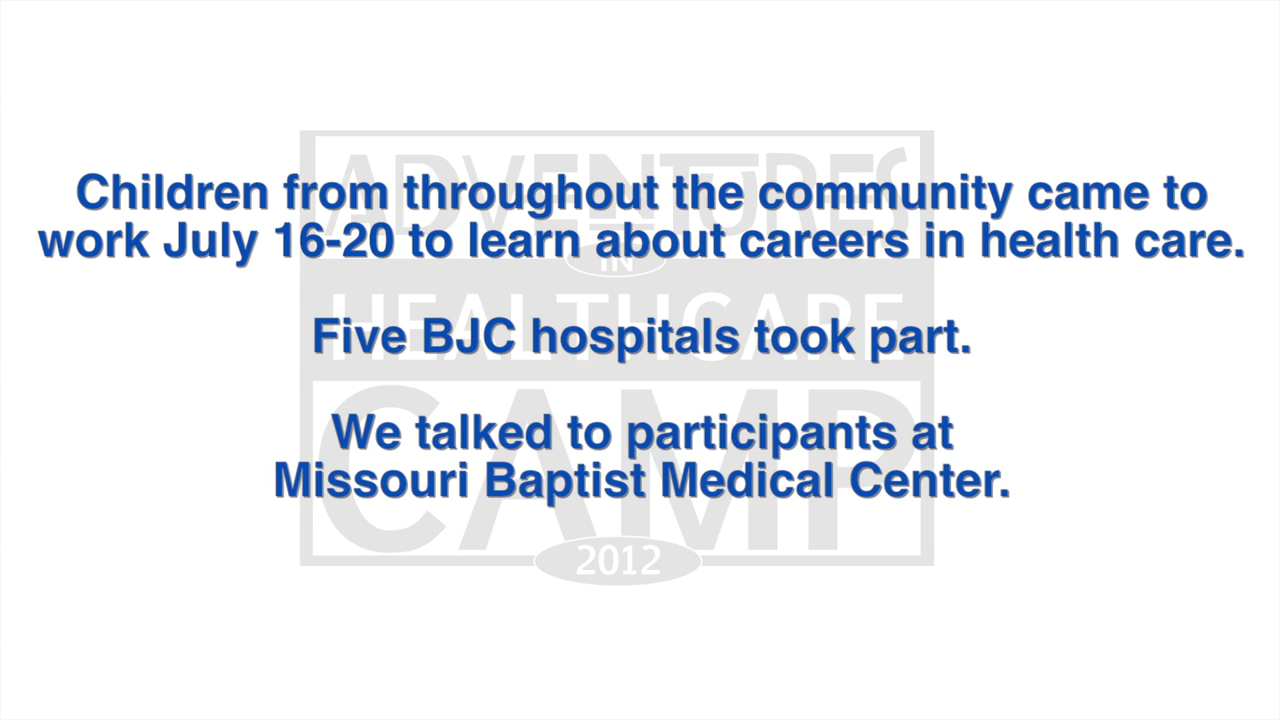 Children from throughout the community came to
work July 16-20 to learn about careers in health care.
Five BJC hospitals took part.
We talked to participants at
Missouri Baptist Medical Center.
ADVENTURES
IN
HEALTHCARE
CAMP
2012